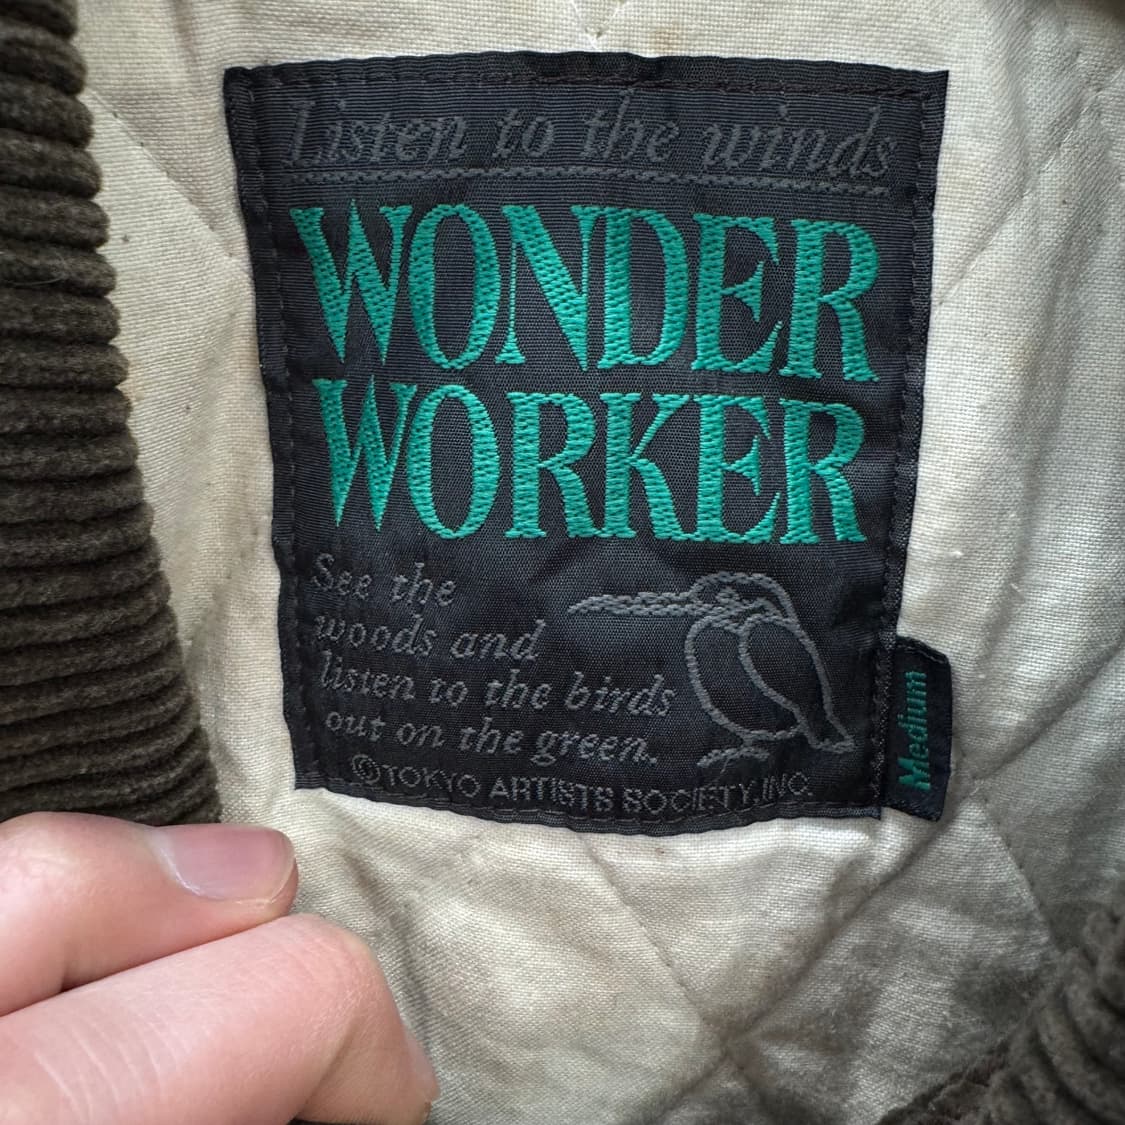 Listen to the winds
WONDER
WORKER
See the
woods and
listen to the birds
out on the green.
©TOKYO ARTISTS SOCIETY, INC.
Medium